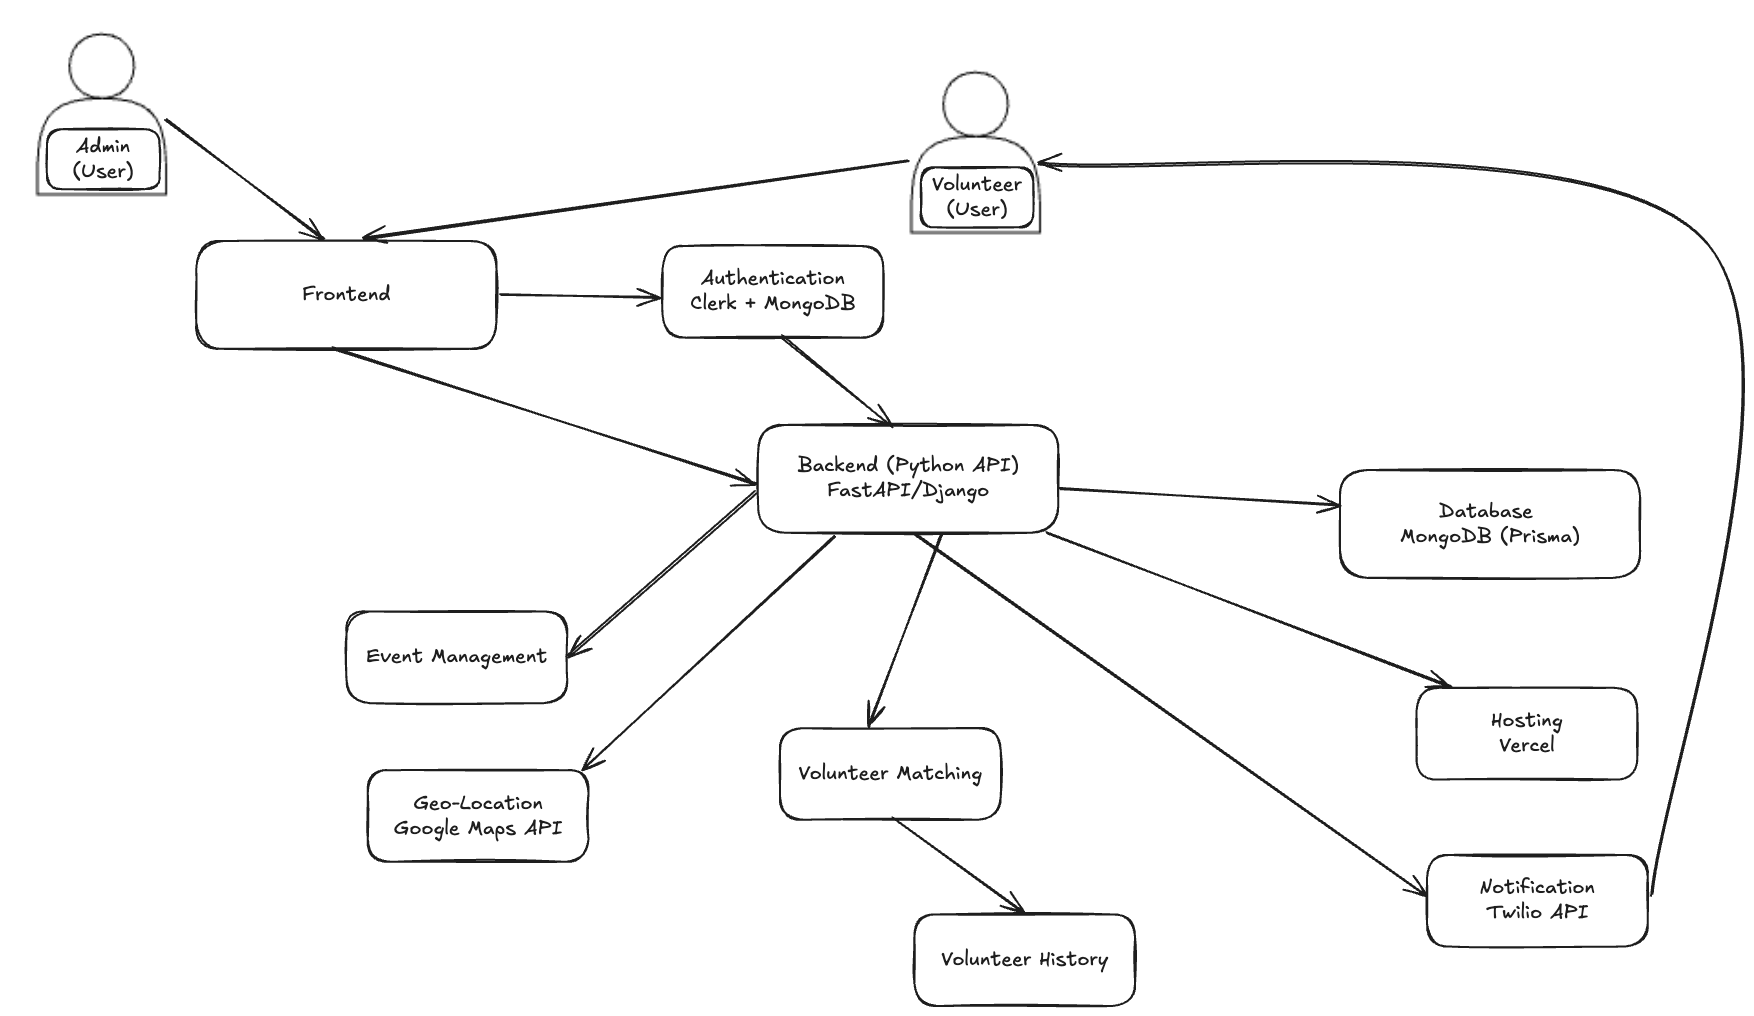 Admin
(User)
Volunteer
(User)
Frontend
Authentication
Clerk + MongoDB
Backend (Python API)
FastAPI/Django
Database
MongoDB (Prisma)
Event Management
Hosting
Vercel
Volunteer Matching
Geo-Location
Google Maps API
Notification
Twilio API
Volunteer History